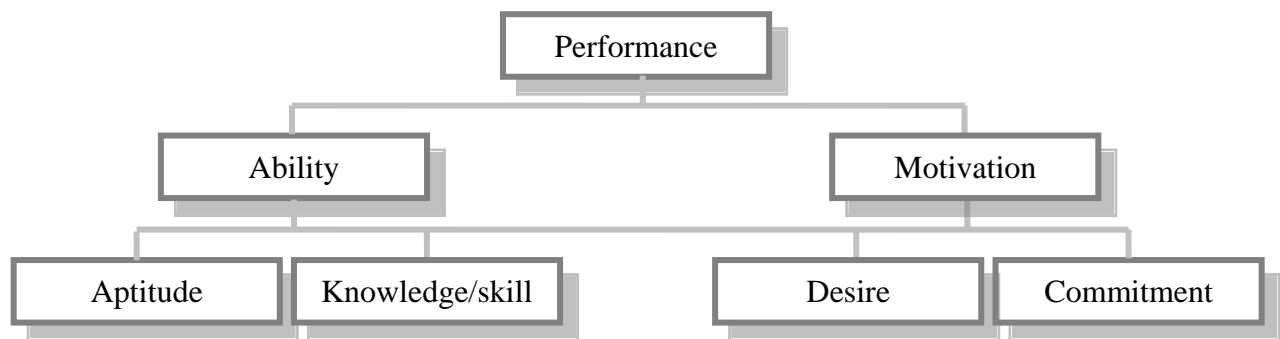 Performance
Ability
Motivation
Aptitude
Knowledge/skill
Desire
Commitment